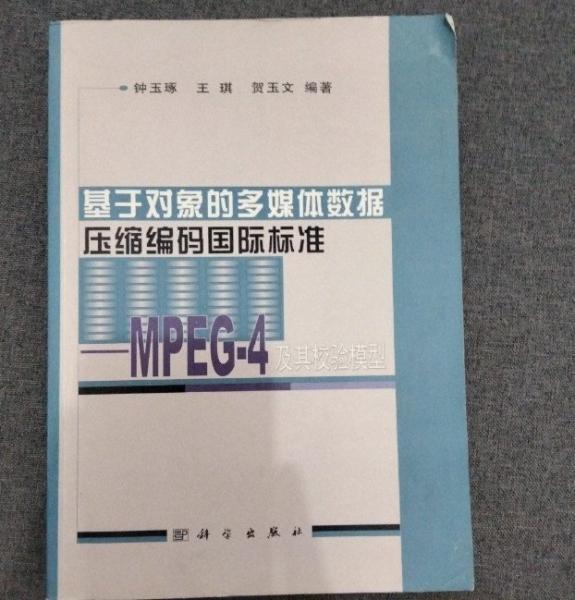 钟玉琢 王琪 贺玉文 编著
基于对象的多媒体数据
压缩编码国际标准
——MPEG-4及其校验模型
科学出版社